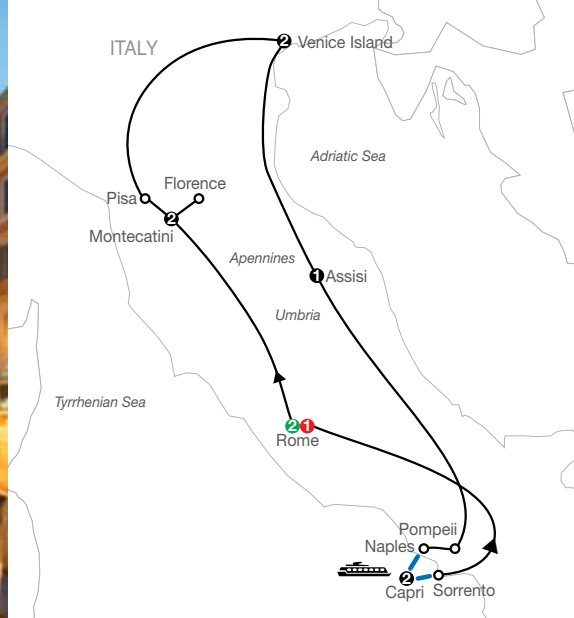 ITALY
2 Venice Island
Adriatic Sea
Florence
Pisa
2
Montecatini
Apennines
1 Assisi
Umbria
Tyrrhenian Sea
2 1
Rome
Pompeii
Naples
2
Capri Sorrento